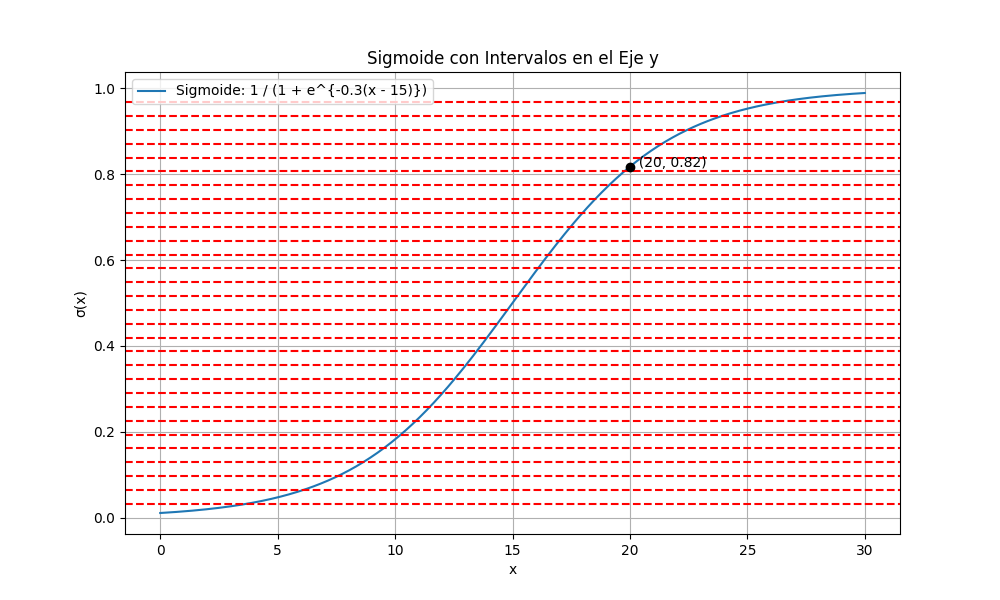 Sigmoide con Intervalos en el Eje y
Sigmoide: 1 / (1 + e^{-0.3(x - 15)})
(20, 0.82)
σ(x)
1.0
0.8
0.6
0.4
0.2
0.0
0 5 10 15 20 25 30
x